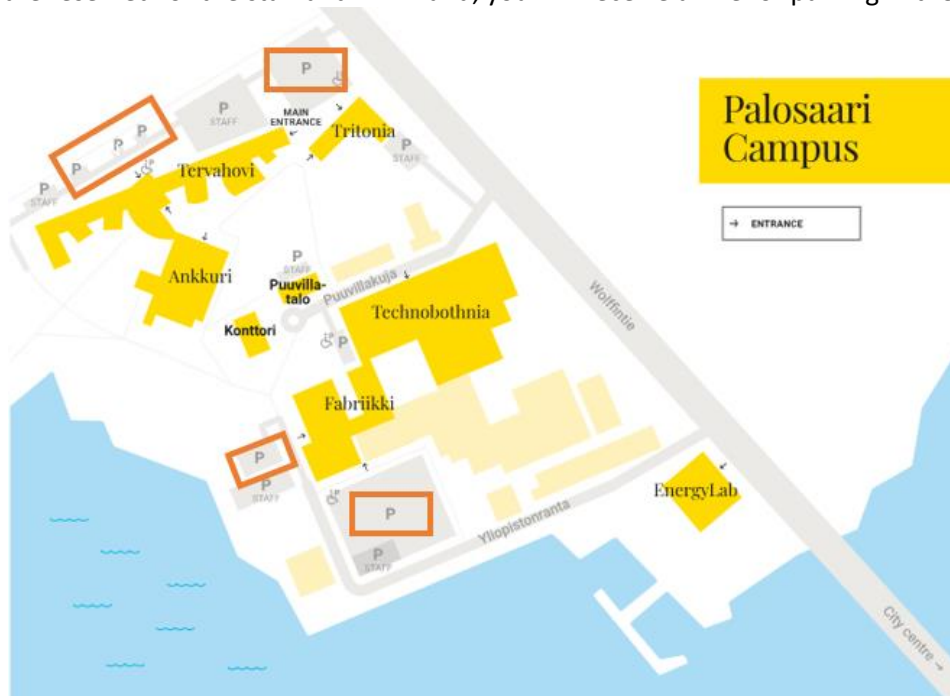 P
P
STAFF
MAIN
ENTRANCE
Tritonia
P
P
P
Tervahovi
P
STAFF
P
STAFF
Palosaari
Campus
→ ENTRANCE
Ankkuri
P
STAFF
Puuvilla-
talo
Puuvillakuja
Konttori
P
Technobothnia
Wolffintie
Fabriikki
P
P
STAFF
P
P
STAFF
Yliopistonranta
EnergyLab
City centre →